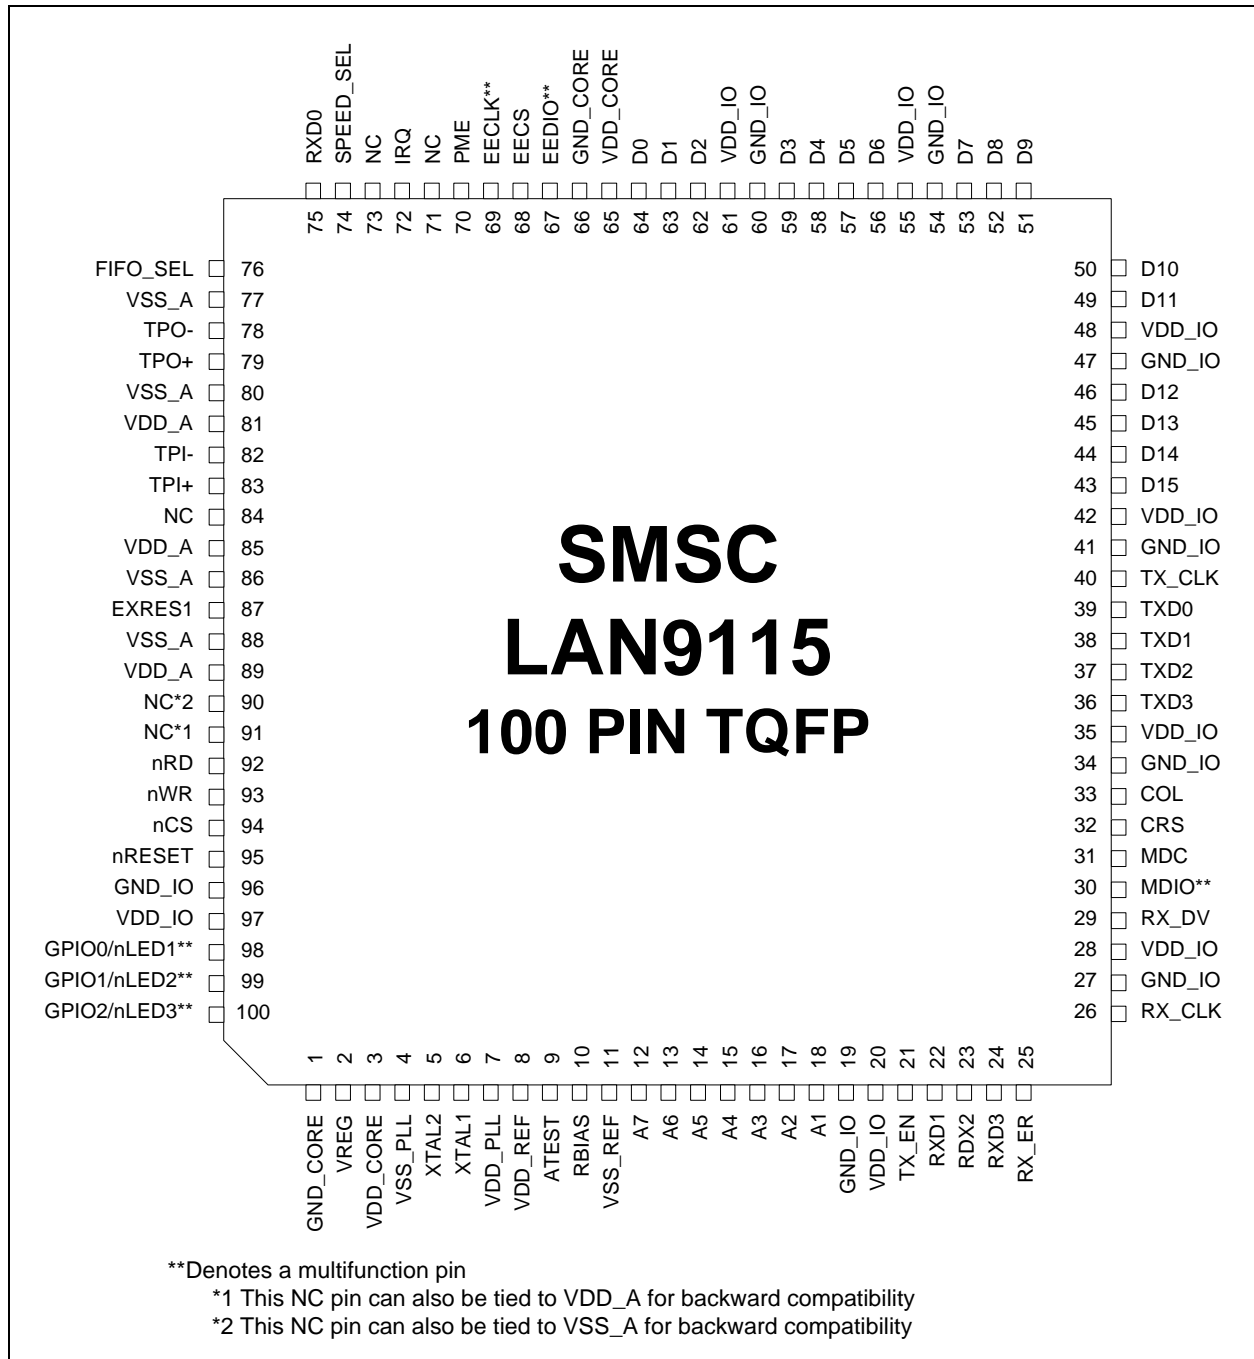 RXD0
SPEED_SEL
NC
IRQ
NC
PME
EECLK**
EECS
EEDIO**
GND_CORE
VDD_CORE
D0
D1
D2
VDD_IO
GND_IO
D3
D4
D5
D6
VDD_IO
GND_IO
D7
D8
D9
75
74
73
72
71
70
69
68
67
66
65
64
63
62
61
60
59
58
57
56
55
54
53
52
51
FIFO_SEL 76
VSS_A 77
TPO- 78
TPO+ 79
VSS_A 80
VDD_A 81
TPI- 82
TPI+ 83
NC 84
VDD_A 85
VSS_A 86
EXRES1 87
VSS_A 88
VDD_A 89
NC*2 90
NC*1 91
nRD 92
nWR 93
nCS 94
nRESET 95
GND_IO 96
VDD_IO 97
GPIO0/nLED1** 98
GPIO1/nLED2** 99
GPIO2/nLED3** 100
SMSC
LAN9115
100 PIN TQFP
50 D10
49 D11
48 VDD_IO
47 GND_IO
46 D12
45 D13
44 D14
43 D15
42 VDD_IO
41 GND_IO
40 TX_CLK
39 TXD0
38 TXD1
37 TXD2
36 TXD3
35 VDD_IO
34 GND_IO
33 COL
32 CRS
31 MDC
30 MDIO**
29 RX_DV
28 VDD_IO
27 GND_IO
26 RX_CLK
1
2
3
4
5
6
7
8
9
10
11
12
13
14
15
16
17
18
19
20
21
22
23
24
25
GND_CORE
VREG
VDD_CORE
VSS_PLL
XTAL2
XTAL1
VDD_PLL
VDD_REF
ATEST
RBIAS
VSS_REF
A7
A6
A5
A4
A3
A2
A1
GND_IO
VDD_IO
TX_EN
RXD1
RDX2
RXD3
RX_ER
**Denotes a multifunction pin
*1 This NC pin can also be tied to VDD_A for backward compatibility
*2 This NC pin can also be tied to VSS_A for backward compatibility